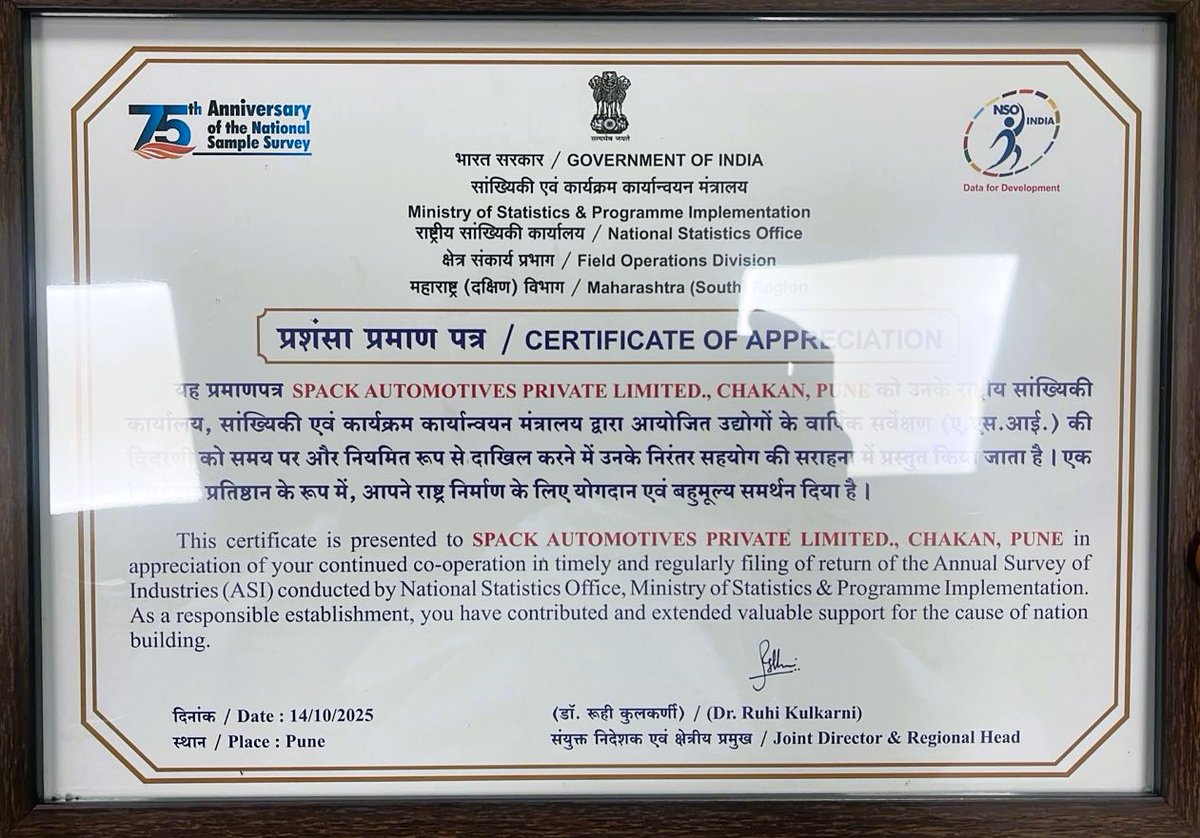 75th Anniversary
of the National
Sample Survey
सत्यमेव जयते
NSO
INDIA
Data for Development
भारत सरकार / GOVERNMENT OF INDIA
सांख्यिकी एवं कार्यक्रम कार्यान्वयन मंत्रालय
Ministry of Statistics & Programme Implementation
राष्ट्रीय सांख्यिकी कार्यालय / National Statistics Office
क्षेत्र संकार्य प्रभाग / Field Operations Division
महाराष्ट्र (दक्षिण) विभाग / Maharashtra (South) Region
प्रशंसा प्रमाण पत्र / CERTIFICATE OF APPRECIATION
यह प्रमाणपत्र SPACK AUTOMOTIVES PRIVATE LIMITED., CHAKAN, PUNE को उनके राष्ट्रीय सांख्यिकी
कार्यालय, सांख्यिकी एवं कार्यक्रम कार्यान्वयन मंत्रालय द्वारा आयोजित उद्योगों के वार्षिक सर्वेक्षण (ए.एस.आई.) की
विवरणी को समय पर और नियमित रूप से दाखिल करने में उनके निरंतर सहयोग की सराहना में प्रस्तुत किया जाता है। एक
प्रतिष्ठान के रूप में, आपने राष्ट्र निर्माण के लिए योगदान एवं बहुमूल्य समर्थन दिया है।
This certificate is presented to SPACK AUTOMOTIVES PRIVATE LIMITED., CHAKAN, PUNE in
appreciation of your continued co-operation in timely and regularly filing of return of the Annual Survey of
Industries (ASI) conducted by National Statistics Office, Ministry of Statistics & Programme Implementation.
As a responsible establishment, you have contributed and extended valuable support for the cause of nation
building.
दिनांक / Date : 14/10/2025
स्थान / Place : Pune
(डॉ. रूही कुलकर्णी) / (Dr. Ruhi Kulkarni)
संयुक्त निदेशक एवं क्षेत्रीय प्रमुख / Joint Director & Regional Head